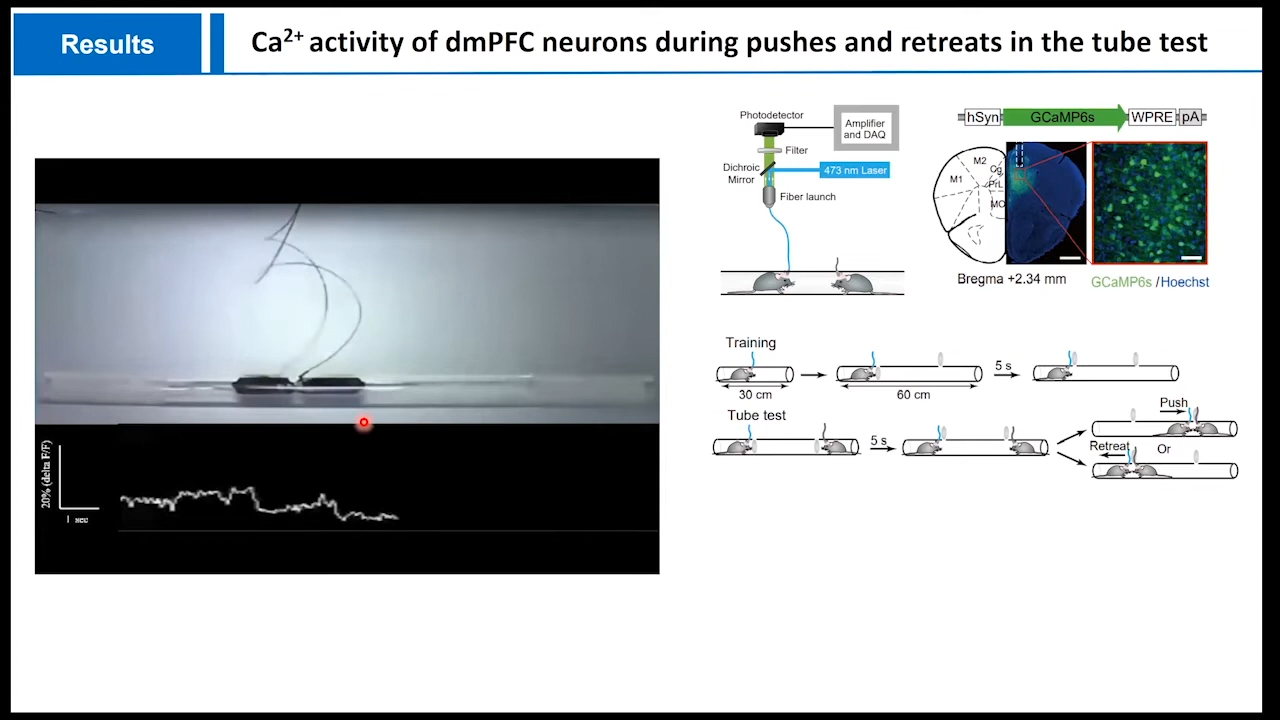 Results
Ca²⁺ activity of dmPFC neurons during pushes and retreats in the tube test
20% (delta F/F)
1 sec
Photodetector
Amplifier
and DAQ
Filter
Dichroic
Mirror
473 nm Laser
Fiber launch
hSyn GCaMP6s WPRE pA
M2
M1
Cg
PrL
MO
Bregma +2.34 mm
GCaMP6s /Hoechst
Training
5 s
30 cm
60 cm
Tube test
5 s
Push
Retreat
Or